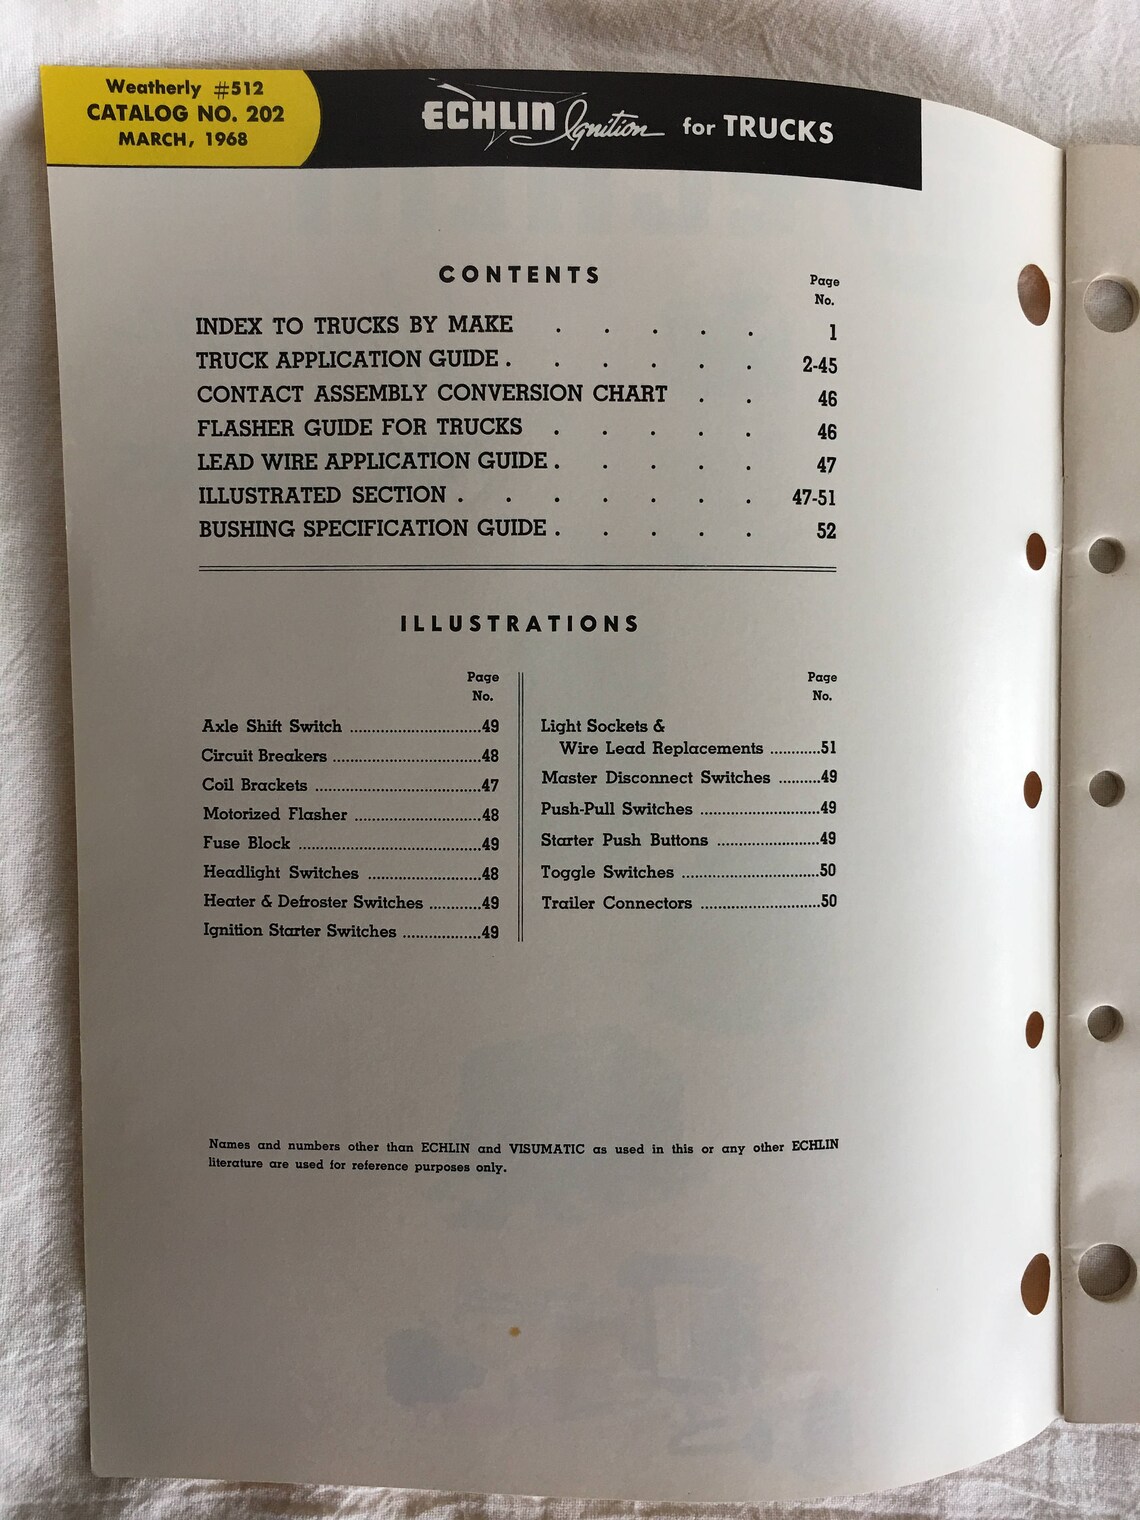 Weatherly #512
CATALOG NO. 202
MARCH, 1968
ECHLIN Ignition for TRUCKS
CONTENTS
Page
No.
INDEX TO TRUCKS BY MAKE . . . . . 1
TRUCK APPLICATION GUIDE . . . . . . 2-45
CONTACT ASSEMBLY CONVERSION CHART . . 46
FLASHER GUIDE FOR TRUCKS . . . . . 46
LEAD WIRE APPLICATION GUIDE . . . . . 47
ILLUSTRATED SECTION . . . . . . . 47-51
BUSHING SPECIFICATION GUIDE . . . . . 52
ILLUSTRATIONS
Page
No.
Axle Shift Switch ...............................49
Circuit Breakers ...................................48
Coil Brackets .......................................47
Motorized Flasher ..............................48
Fuse Block ...........................................49
Headlight Switches ...........................48
Heater & Defroster Switches ............49
Ignition Starter Switches ...................49
Page
No.
Light Sockets &
Wire Lead Replacements ............51
Master Disconnect Switches ..........49
Push-Pull Switches .............................49
Starter Push Buttons .........................49
Toggle Switches .................................50
Trailer Connectors .............................50
Names and numbers other than ECHLIN and VISUMATIC as used in this or any other ECHLIN
literature are used for reference purposes only.